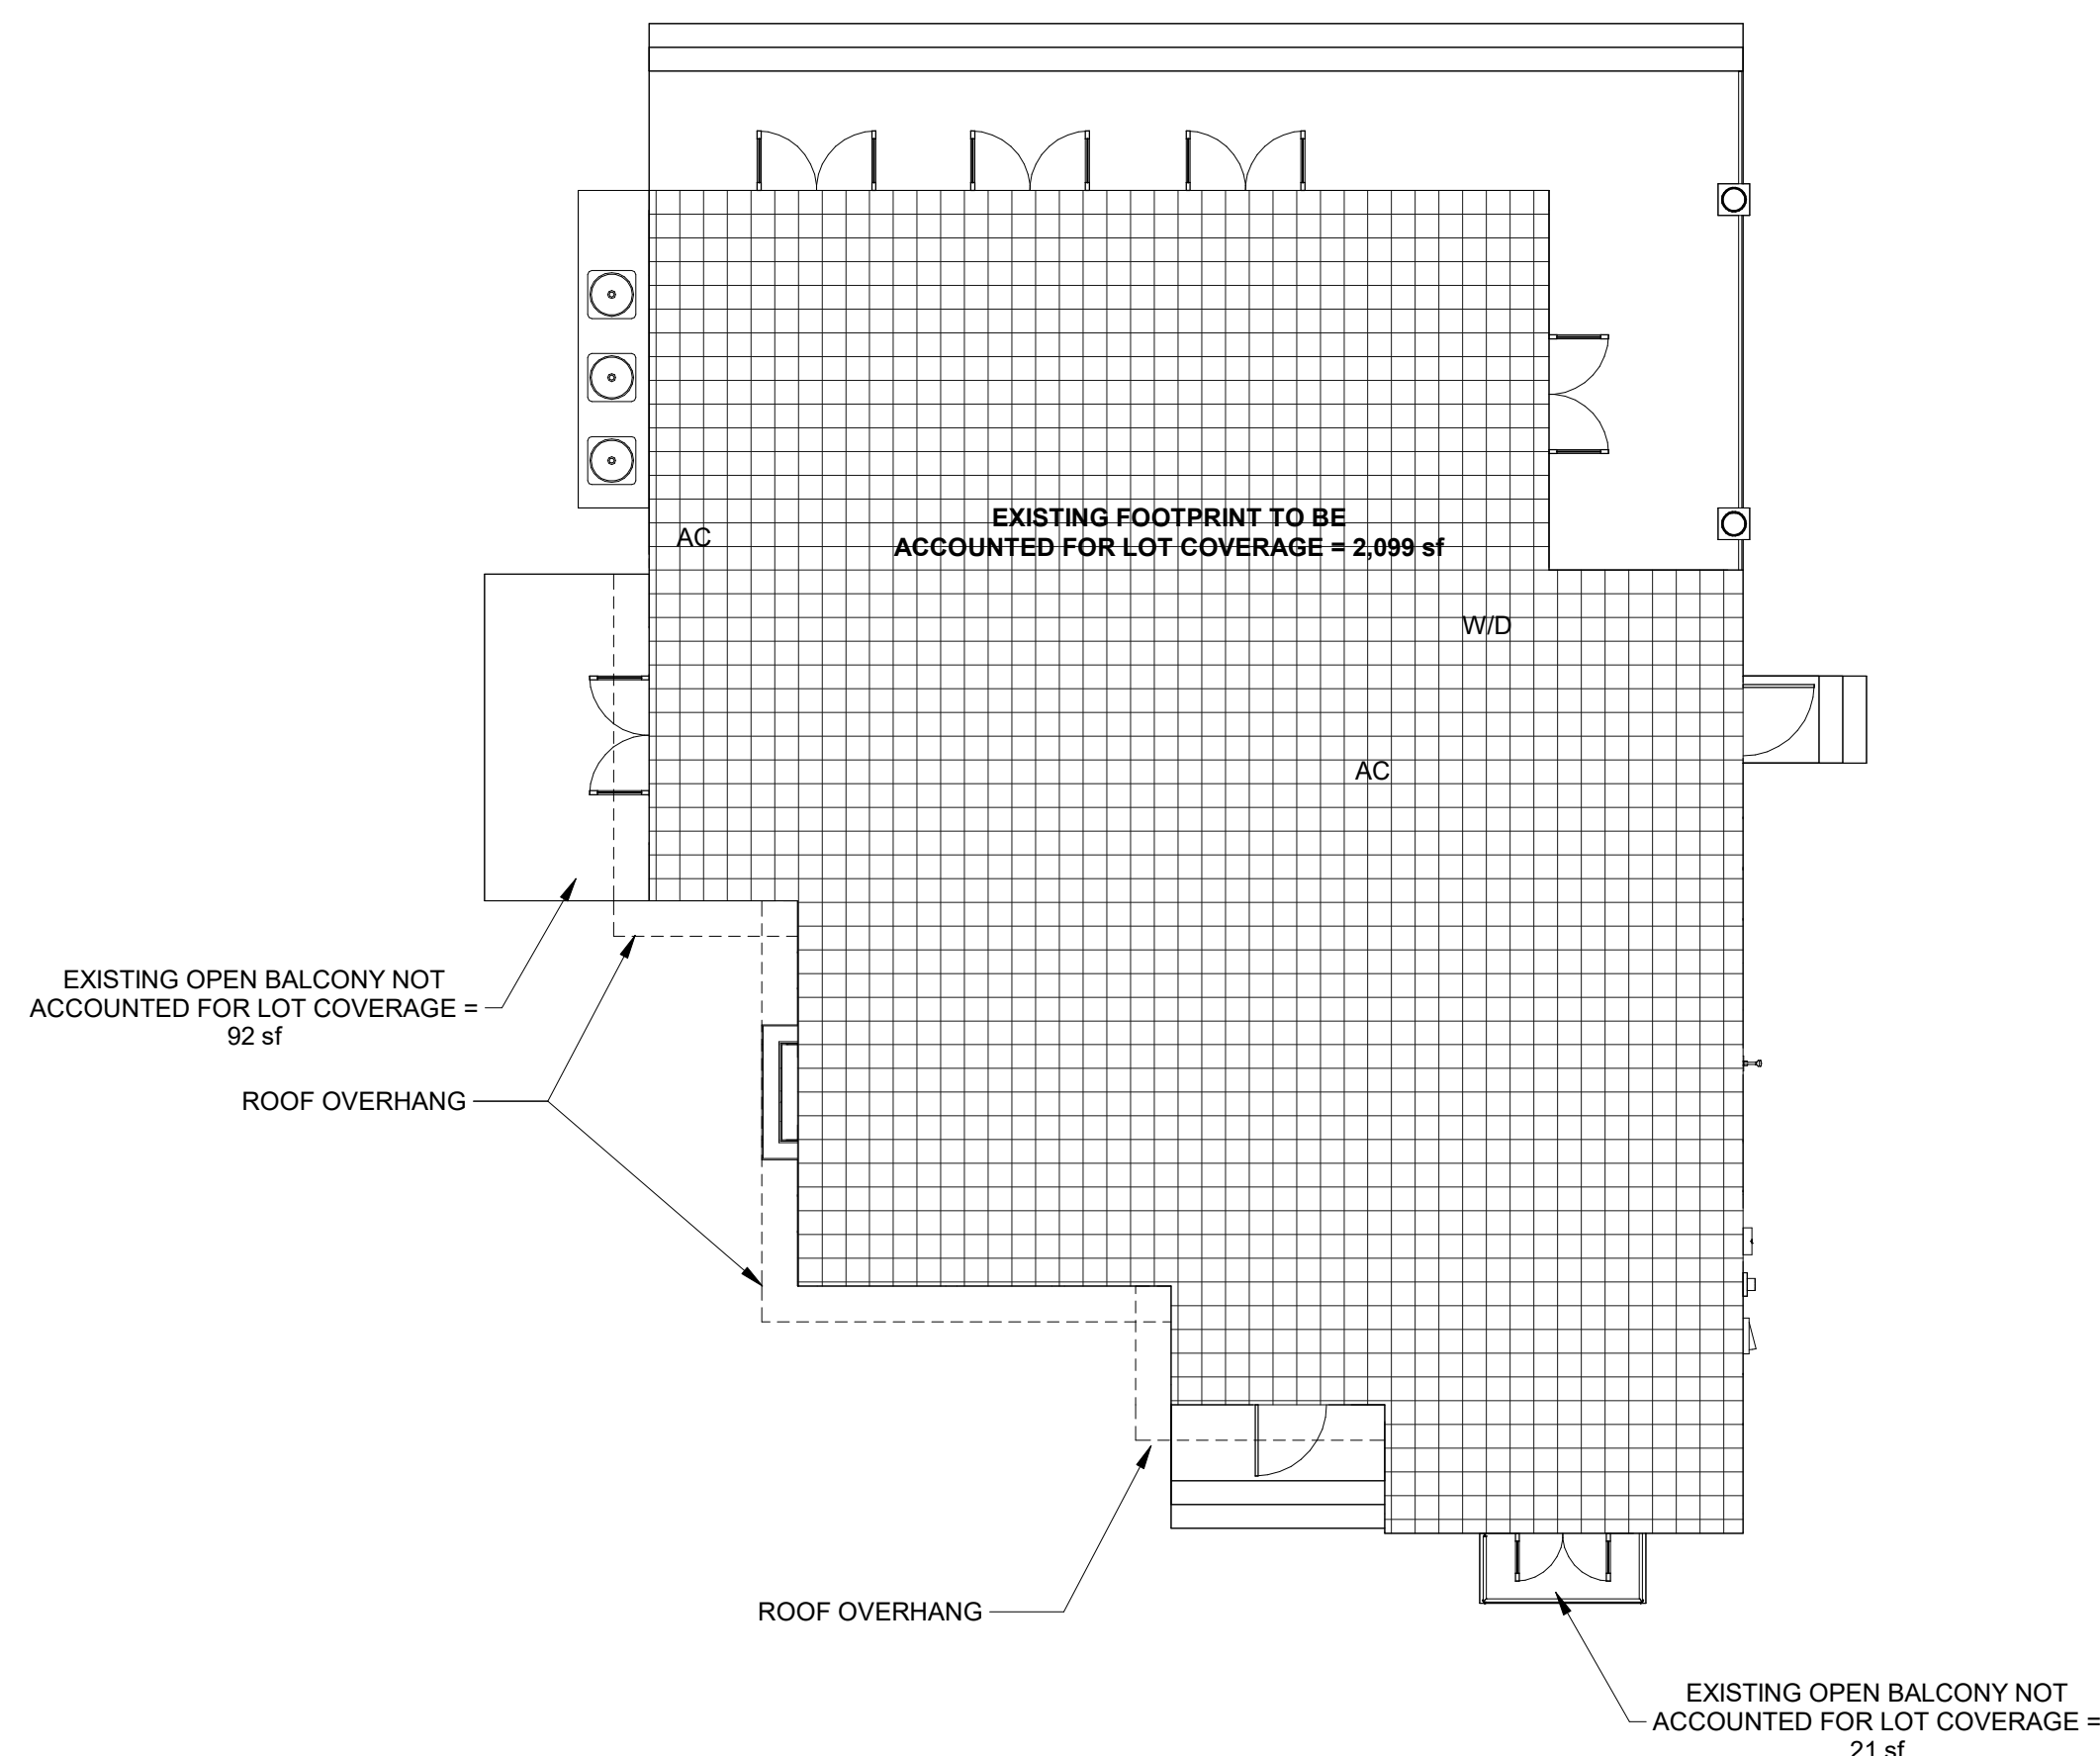 EXISTING FOOTPRINT TO BE
ACCOUNTED FOR LOT COVERAGE = 2,099 sf
AC
W/D
AC
EXISTING OPEN BALCONY NOT
ACCOUNTED FOR LOT COVERAGE =
92 sf
ROOF OVERHANG
ROOF OVERHANG
EXISTING OPEN BALCONY NOT
ACCOUNTED FOR LOT COVERAGE =
21 sf